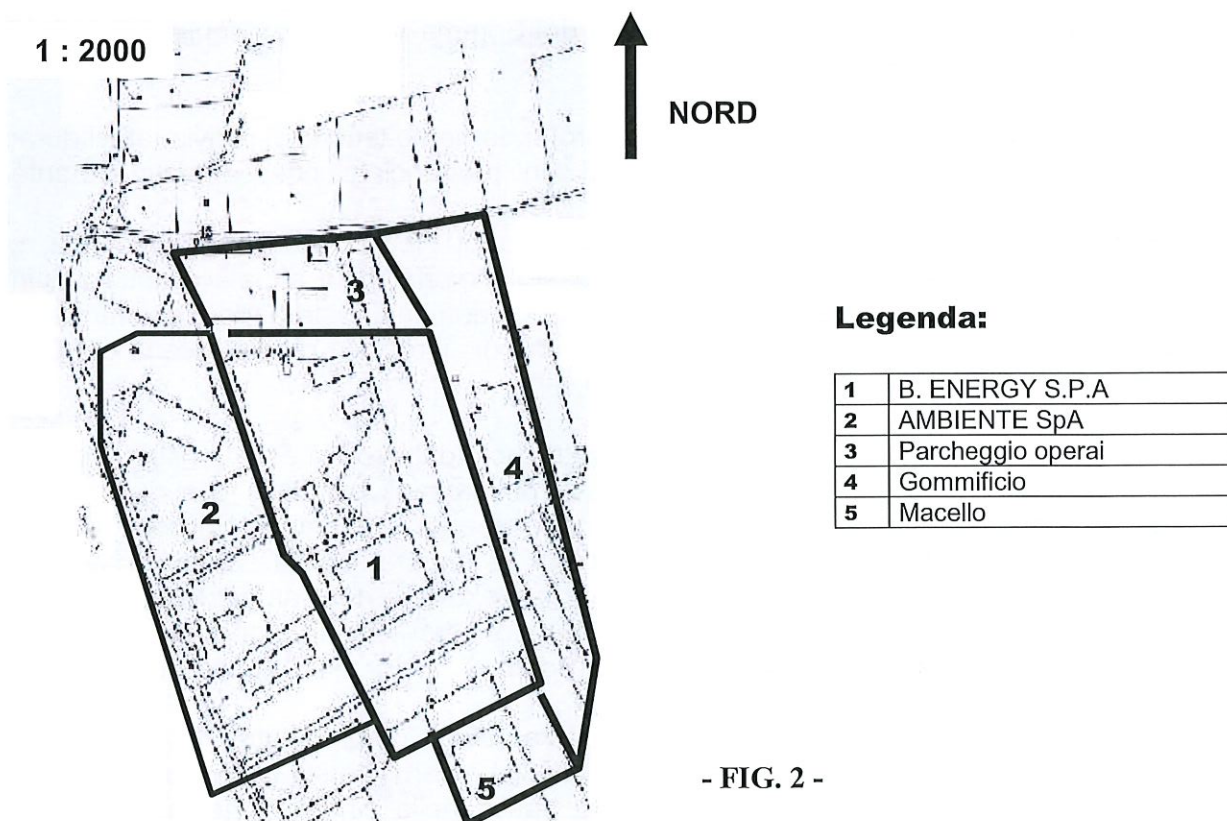 1 : 2000
NORD
3
4
2
1
5
Legenda:
1 B. ENERGY S.P.A
2 AMBIENTE SpA
3 Parcheggio operai
4 Gommificio
5 Macello
- FIG. 2 -